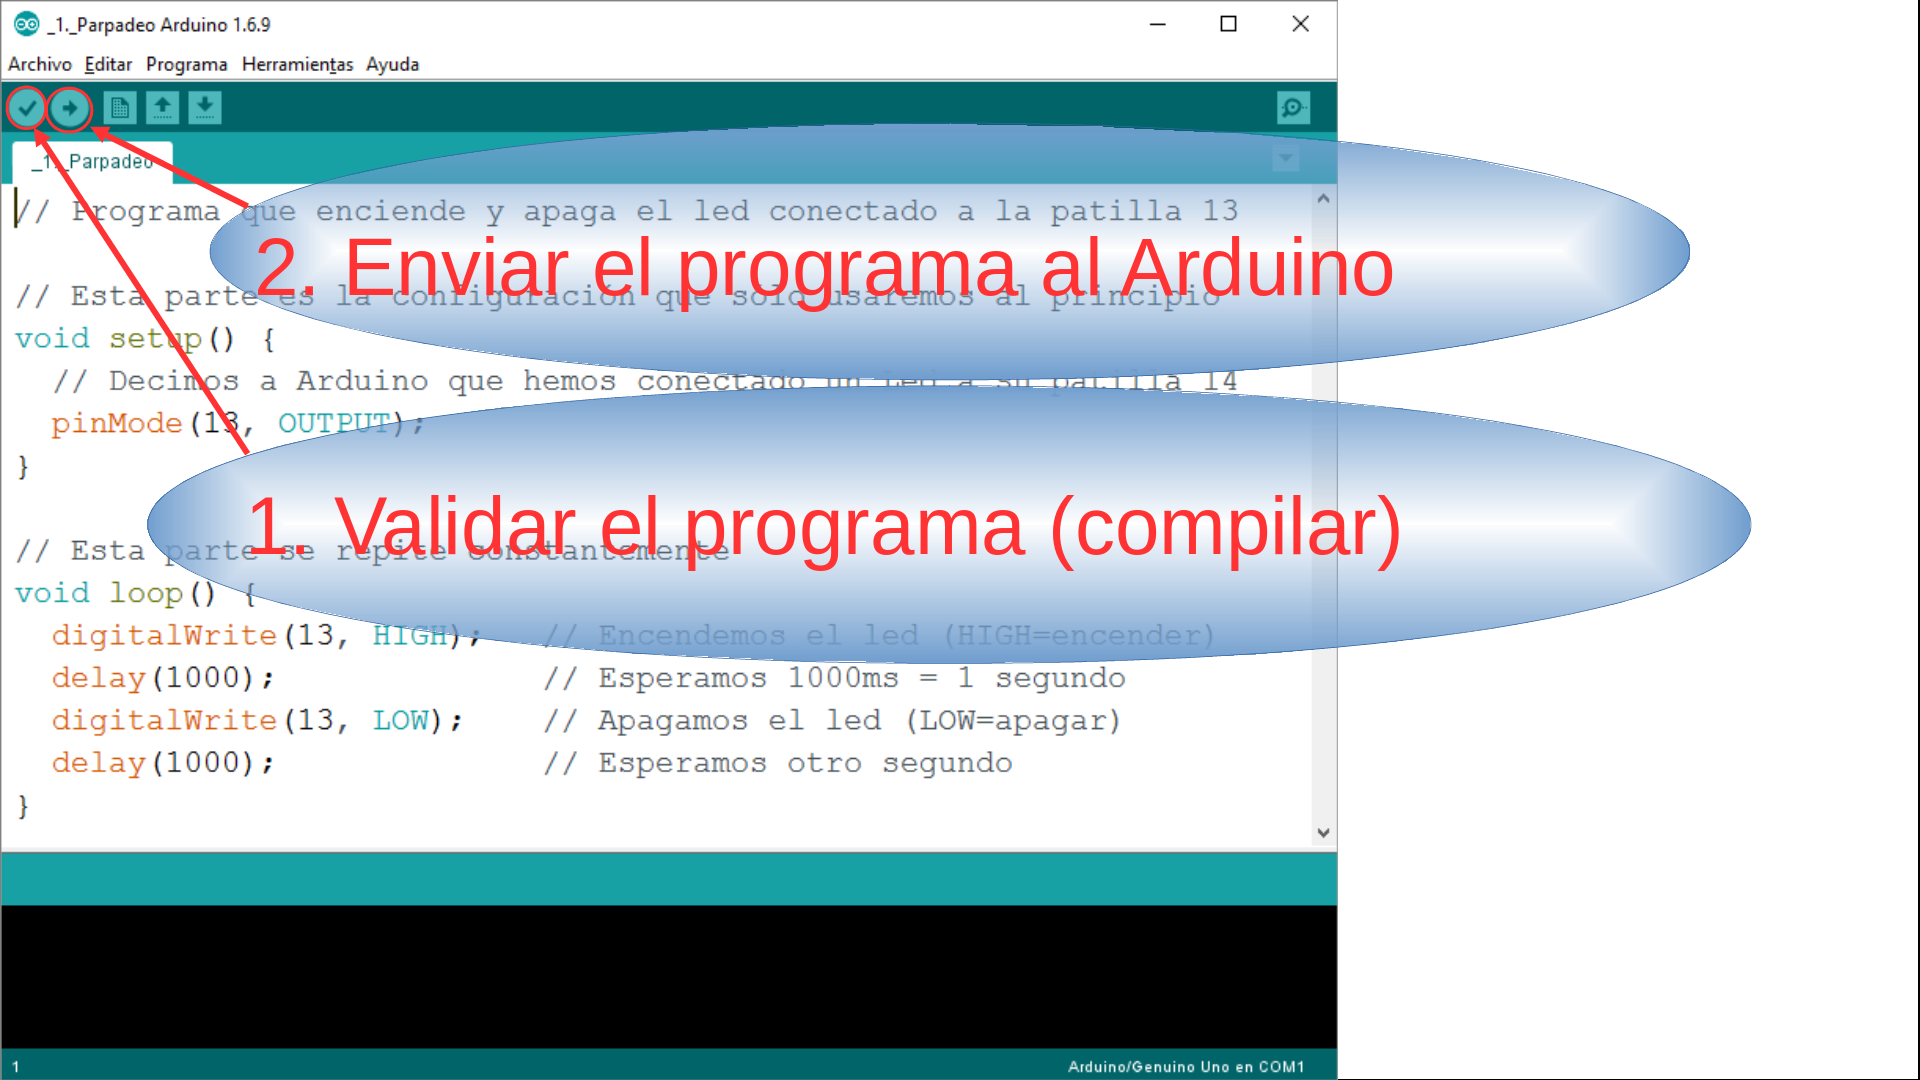 _1._Parpadeo Arduino 1.6.9
Archivo Editar Programa Herramientas Ayuda
_1._Parpadeo
// Programa que enciende y apaga el led conectado a la patilla 13
2. Enviar el programa al Arduino
// Esta parte es la configuración que sólo usaremos al principio
void setup() {
// Decimos a Arduino que hemos conectado un led a su patilla 14
pinMode(13, OUTPUT);
}
1. Validar el programa (compilar)
// Esta parte se repite constantemente
void loop() {
digitalWrite(13, HIGH); // Encendemos el led (HIGH=encender)
delay(1000); // Esperamos 1000ms = 1 segundo
digitalWrite(13, LOW); // Apagamos el led (LOW=apagar)
delay(1000); // Esperamos otro segundo
}
1 Arduino/Genuino Uno en COM1